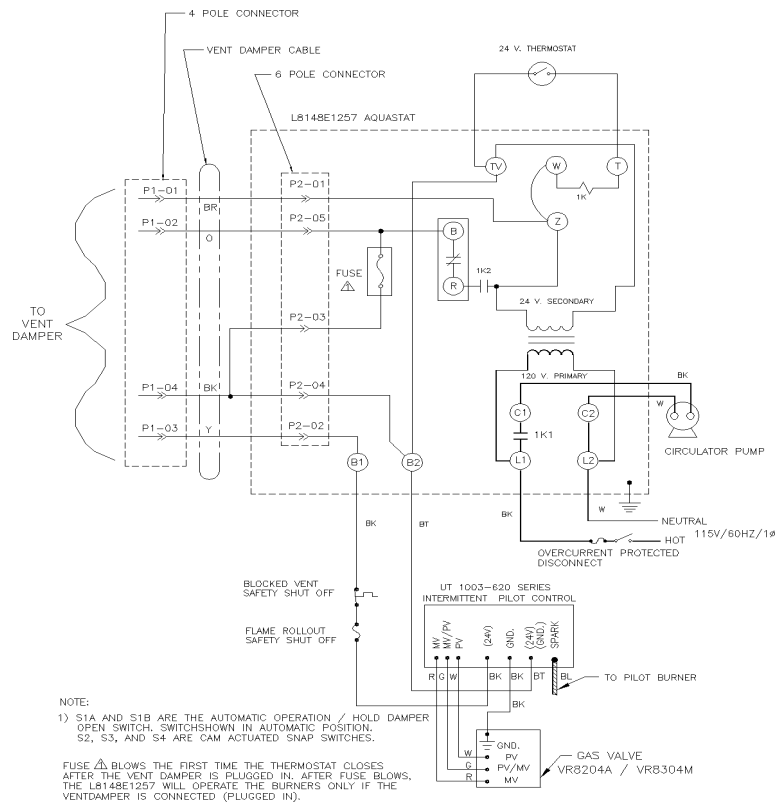 4 POLE CONNECTOR
VENT DAMPER CABLE
6 POLE CONNECTOR
24 V. THERMOSTAT
L8148E1257 AQUASTAT
TV
W
T
1K
Z
P1-01
BR
P2-01
P1-02
O
P2-05
B
R
1K2
FUSE
1
24 V. SECONDARY
TO
VENT
DAMPER
P2-03
120 V. PRIMARY
BK
P1-04
BK
P2-04
W
C1
C2
P1-03
Y
P2-02
1K1
CIRCULATOR PUMP
B1
B2
L1
L2
BK
BT
BK
W
NEUTRAL
HOT
115V/60HZ/1ø
OVERCURRENT PROTECTED
DISCONNECT
BLOCKED VENT
SAFETY SHUT OFF
FLAME ROLLOUT
SAFETY SHUT OFF
UT 1003-620 SERIES
INTERMITTENT PILOT CONTROL
MV
MV/PV
PV
(24V)
GND.
(24V)
(GND.)
SPARK
R G W
BK
BK
BT
BL
TO PILOT BURNER
BK
GND.
W
PV
G
PV/MV
R
MV
GAS VALVE
VR8204A / VR8304M
NOTE:
1) S1A AND S1B ARE THE AUTOMATIC OPERATION / HOLD DAMPER
OPEN SWITCH. SWITCHSHOWN IN AUTOMATIC POSITION.
S2, S3, AND S4 ARE CAM ACTUATED SNAP SWITCHES.
FUSE 1 BLOWS THE FIRST TIME THE THERMOSTAT CLOSES
AFTER THE VENT DAMPER IS PLUGGED IN. AFTER FUSE BLOWS,
THE L8148E1257 WILL OPERATE THE BURNERS ONLY IF THE
VENTDAMPER IS CONNECTED (PLUGGED IN).